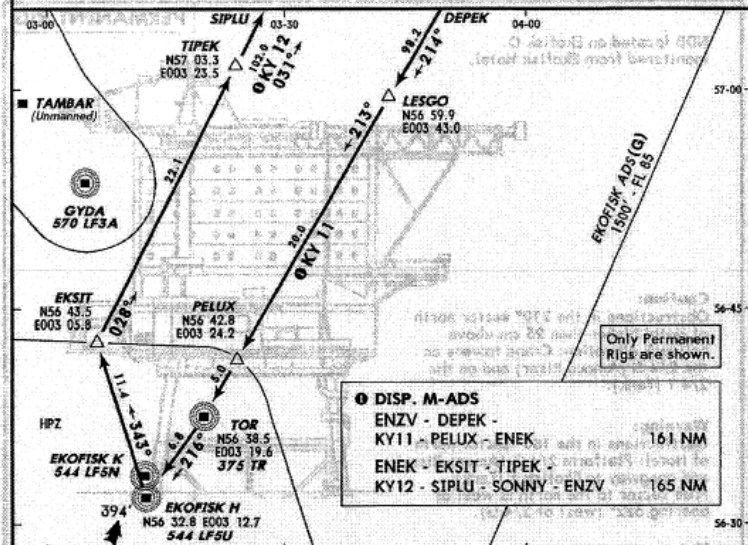 03-00
SIPLU
03-30
DEPEK
04-00
TIPEK
N57 03.3
E003 23.5
102.0
❶KY 12
031°
98.2
214°
57-00
TAMBAR
(Unmanned)
LESGO
N56 59.9
E003 43.0
213°
GYDA
570 LF3A
22.1
20.0
❶KY 11
EKOFISK ADS(G)
1500' - FL 85
EKSIT
N56 43.5
E003 05.8
028°
PELUX
N56 42.8
E003 24.2
56-45
Only Permanent
Rigs are shown.
5.0
11.4
343°
HPZ
TOR
N56 38.5
E003 19.6
375 TR
6.8
216°
EKOFISK K
544 LF5N
394'
EKOFISK H
N56 32.8 E003 12.7
544 LF5U
❶ DISP. M-ADS
ENZV - DEPEK -
KY11 - PELUX - ENEK 161 NM
ENEK - EKSIT - TIPEK -
KY12 - SIPLU - SONNY - ENZV 165 NM
56-30